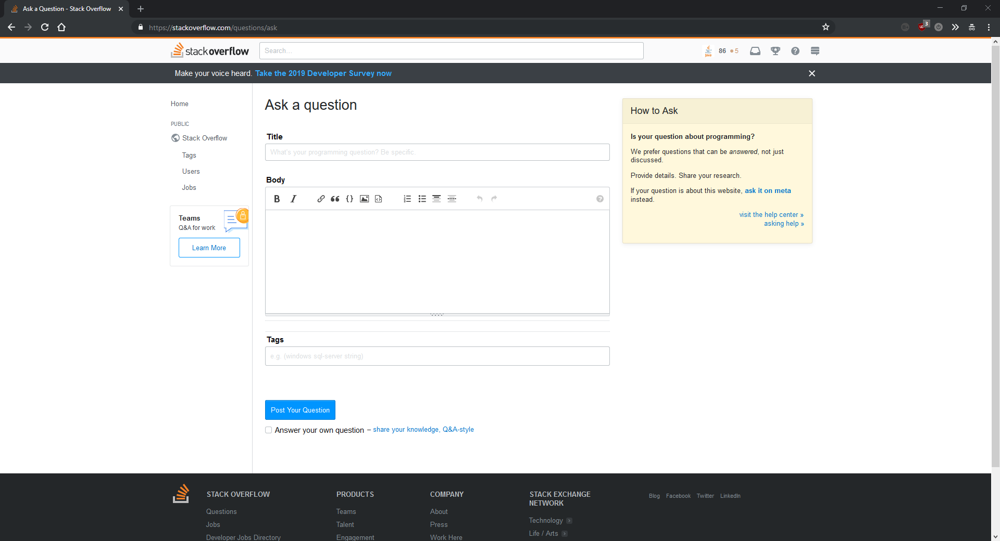 Ask a Question - Stack Overflow
https://stackoverflow.com/questions/ask
3
stackoverflow
Search…
86 5
Make your voice heard. Take the 2019 Developer Survey now
Home
PUBLIC
Stack Overflow
Tags
Users
Jobs
Teams
Q&A for work
Learn More
Ask a question
Title
What's your programming question? Be specific.
Body
B I
Tags
e.g. (windows sql-server string)
Post Your Question
Answer your own question – share your knowledge, Q&A-style
How to Ask
Is your question about programming?
We prefer questions that can be answered, not just
discussed.
Provide details. Share your research.
If your question is about this website, ask it on meta
instead.
visit the help center »
asking help »
STACK OVERFLOW
Questions
Jobs
Developer Jobs Directory
PRODUCTS
Teams
Talent
Engagement
COMPANY
About
Press
Work Here
STACK EXCHANGE
NETWORK
Technology
Life / Arts
Blog Facebook Twitter LinkedIn